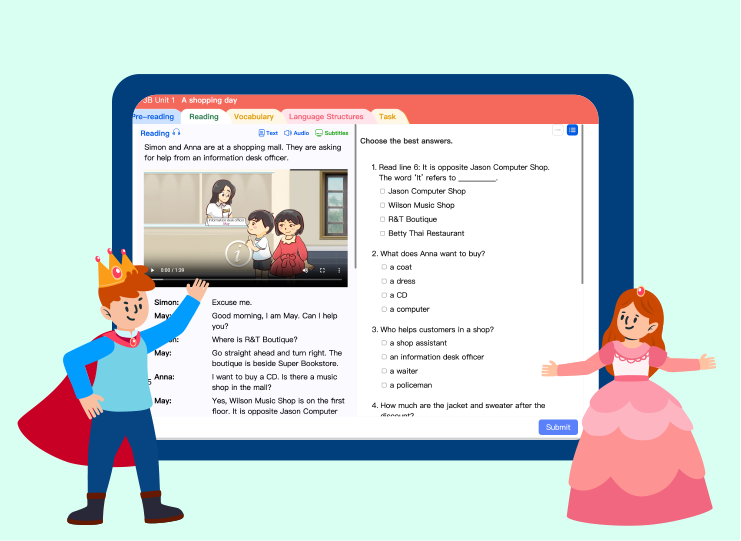 3B Unit 1 A shopping day
Pre-reading Reading Vocabulary Language Structures Task
Reading Text Audio Subtitles
Simon and Anna are at a shopping mall. They are asking
for help from an information desk officer.
0:00 / 1:09
Simon: Excuse me.
May: Good morning, I am May. Can I help
you?
Where is R&T Boutique?
May: Go straight ahead and turn right. The
boutique is beside Super Bookstore.
5
Anna: I want to buy a CD. Is there a music
shop in the mall?
May: Yes, Wilson Music Shop is on the first
floor. It is opposite Jason Computer
Choose the best answers.
1. Read line 6: It is opposite Jason Computer Shop.
The word 'It' refers to ________.
Jason Computer Shop
Wilson Music Shop
R&T Boutique
Betty Thai Restaurant
2. What does Anna want to buy?
a coat
a dress
a CD
a computer
3. Who helps customers in a shop?
a shop assistant
an information desk officer
a waiter
a policeman
4. How much are the jacket and sweater after the
discount?
Submit